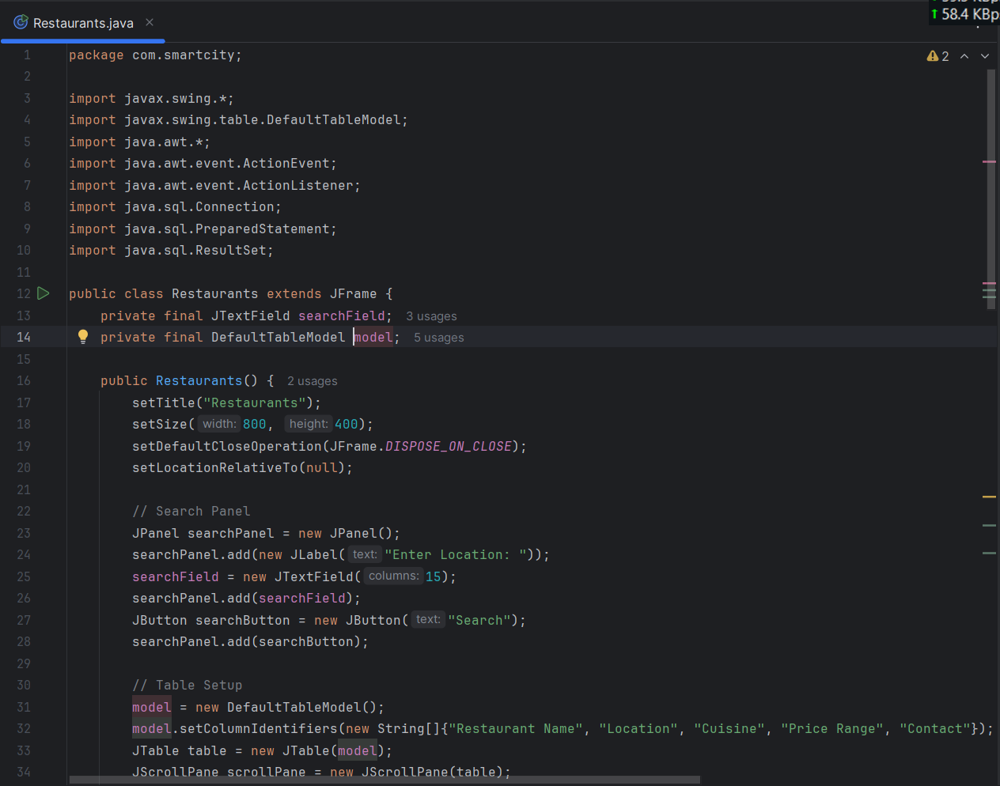 Restaurants.java
↑ 58.4 KBp
2
1 package com.smartcity;
2
3 import javax.swing.*;
4 import javax.swing.table.DefaultTableModel;
5 import java.awt.*;
6 import java.awt.event.ActionEvent;
7 import java.awt.event.ActionListener;
8 import java.sql.Connection;
9 import java.sql.PreparedStatement;
10 import java.sql.ResultSet;
11
12 public class Restaurants extends JFrame {
13 private final JTextField searchField; 3 usages
14 private final DefaultTableModel model; 5 usages
15
16 public Restaurants() { 2 usages
17 setTitle("Restaurants");
18 setSize( width: 800, height: 400);
19 setDefaultCloseOperation(JFrame.DISPOSE_ON_CLOSE);
20 setLocationRelativeTo(null);
21
22 // Search Panel
23 JPanel searchPanel = new JPanel();
24 searchPanel.add(new JLabel( text: "Enter Location: "));
25 searchField = new JTextField( columns: 15);
26 searchPanel.add(searchField);
27 JButton searchButton = new JButton( text: "Search");
28 searchPanel.add(searchButton);
29
30 // Table Setup
31 model = new DefaultTableModel();
32 model.setColumnIdentifiers(new String[]{"Restaurant Name", "Location", "Cuisine", "Price Range", "Contact"});
33 JTable table = new JTable(model);
34 JScrollPane scrollPane = new JScrollPane(table);